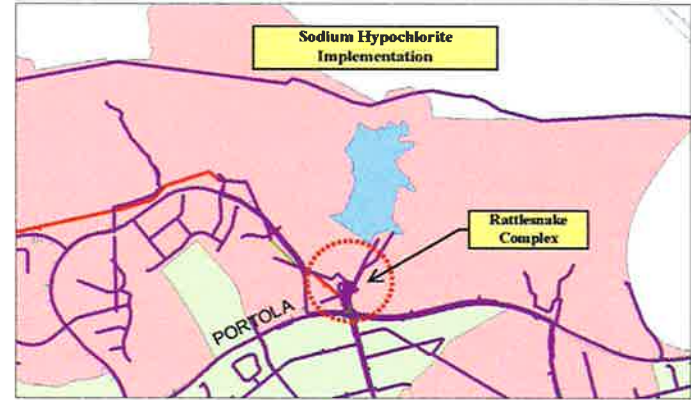 Sodium Hypochlorite
Implementation
Rattlesnake
Complex
PORTOLA